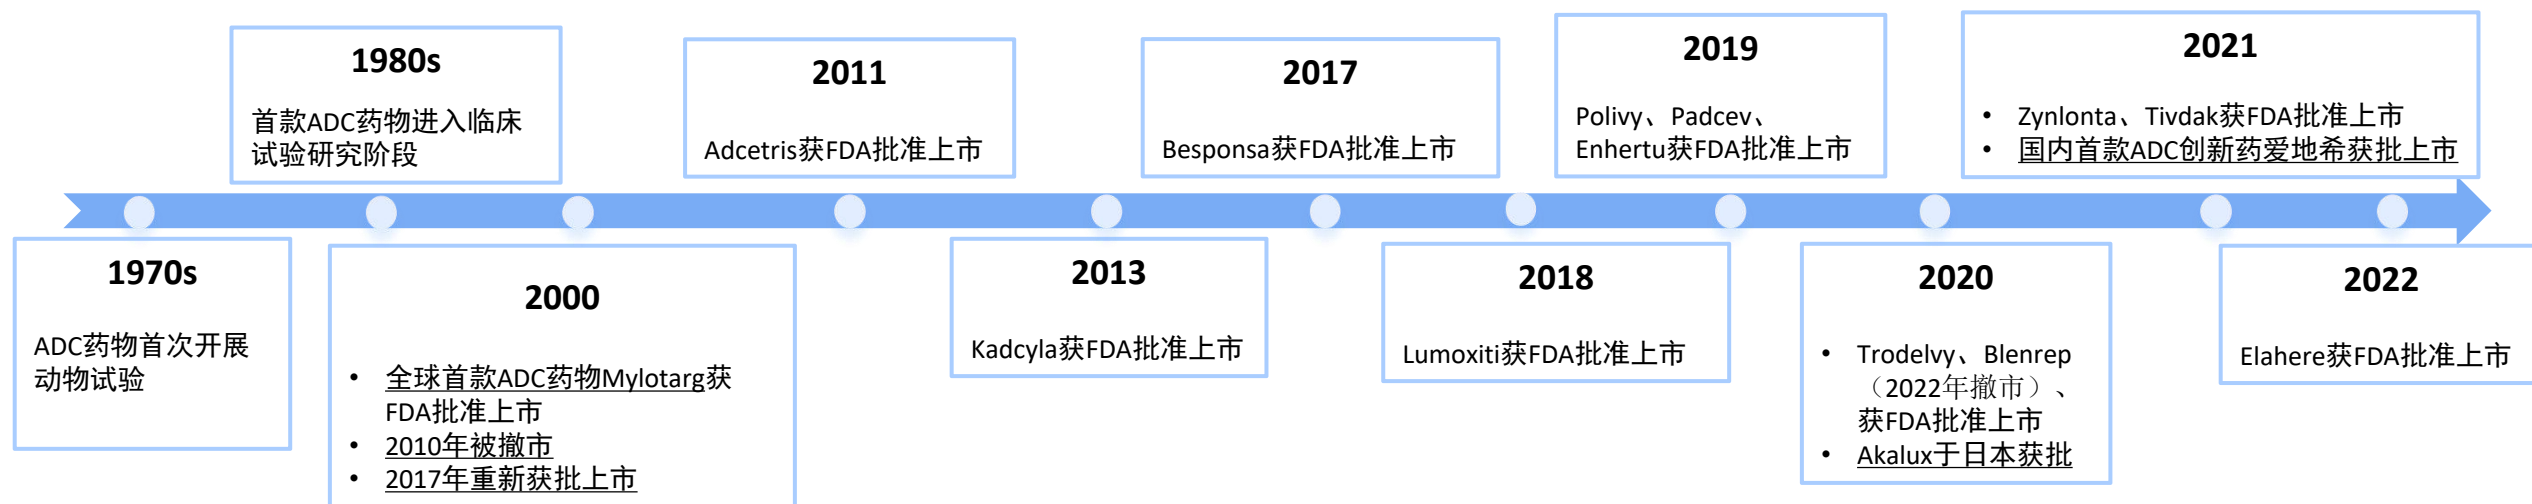 1980s
首款ADC药物进入临床
试验研究阶段
2011
Adcetris获FDA批准上市
2017
Besponsa获FDA批准上市
2019
Polivy、Padcev、
Enhertu获FDA批准上市
2021
• Zynlonta、Tivdak获FDA批准上市
• 国内首款ADC创新药爱地希获批上市
1970s
ADC药物首次开展
动物试验
2000
• 全球首款ADC药物Mylotarg获
FDA批准上市
• 2010年被撤市
• 2017年重新获批上市
2013
Kadcyla获FDA批准上市
2018
Lumoxiti获FDA批准上市
2020
• Trodelvy、Blenrep
（2022年撤市）、
获FDA批准上市
• Akalux于日本获批
2022
Elahere获FDA批准上市